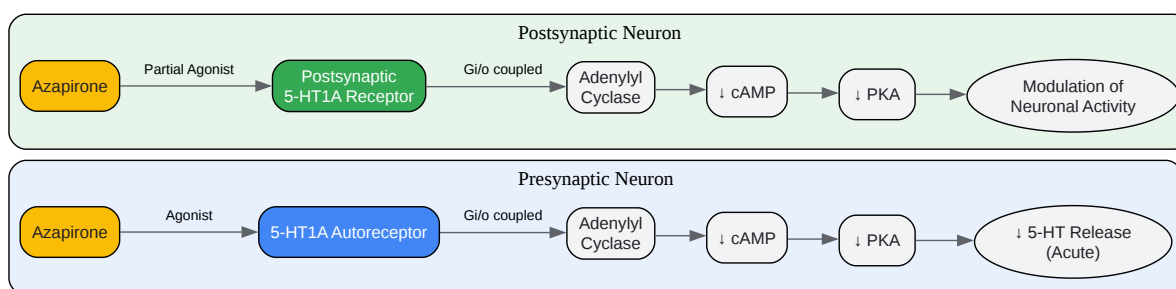 Postsynaptic Neuron
Azapirone
Partial Agonist
Postsynaptic
5-HT1A Receptor
Gi/o coupled
Adenylyl
Cyclase
↓ cAMP
↓ PKA
Modulation of
Neuronal Activity
Presynaptic Neuron
Azapirone
Agonist
5-HT1A Autoreceptor
Gi/o coupled
Adenylyl
Cyclase
↓ cAMP
↓ PKA
↓ 5-HT Release
(Acute)